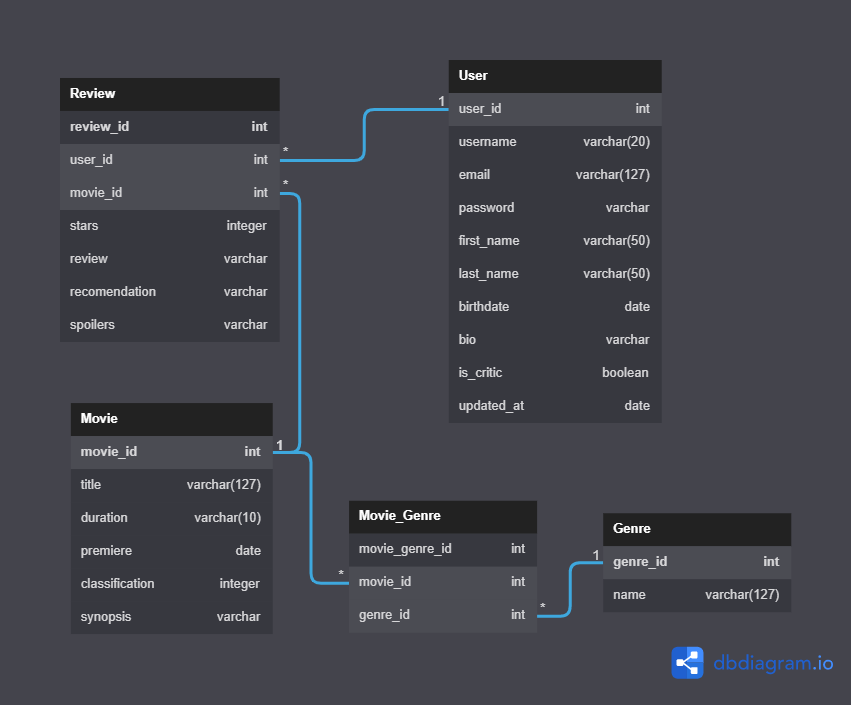 Review
review_id int
user_id int
movie_id int
stars integer
review varchar
recomendation varchar
spoilers varchar
*
*
1
User
user_id int
username varchar(20)
email varchar(127)
password varchar
first_name varchar(50)
last_name varchar(50)
birthdate date
bio varchar
is_critic boolean
updated_at date
Movie
movie_id int
title varchar(127)
duration varchar(10)
premiere date
classification integer
synopsis varchar
1
*
Movie_Genre
movie_genre_id int
movie_id int
genre_id int
*
1
Genre
genre_id int
name varchar(127)
dbdiagram.io